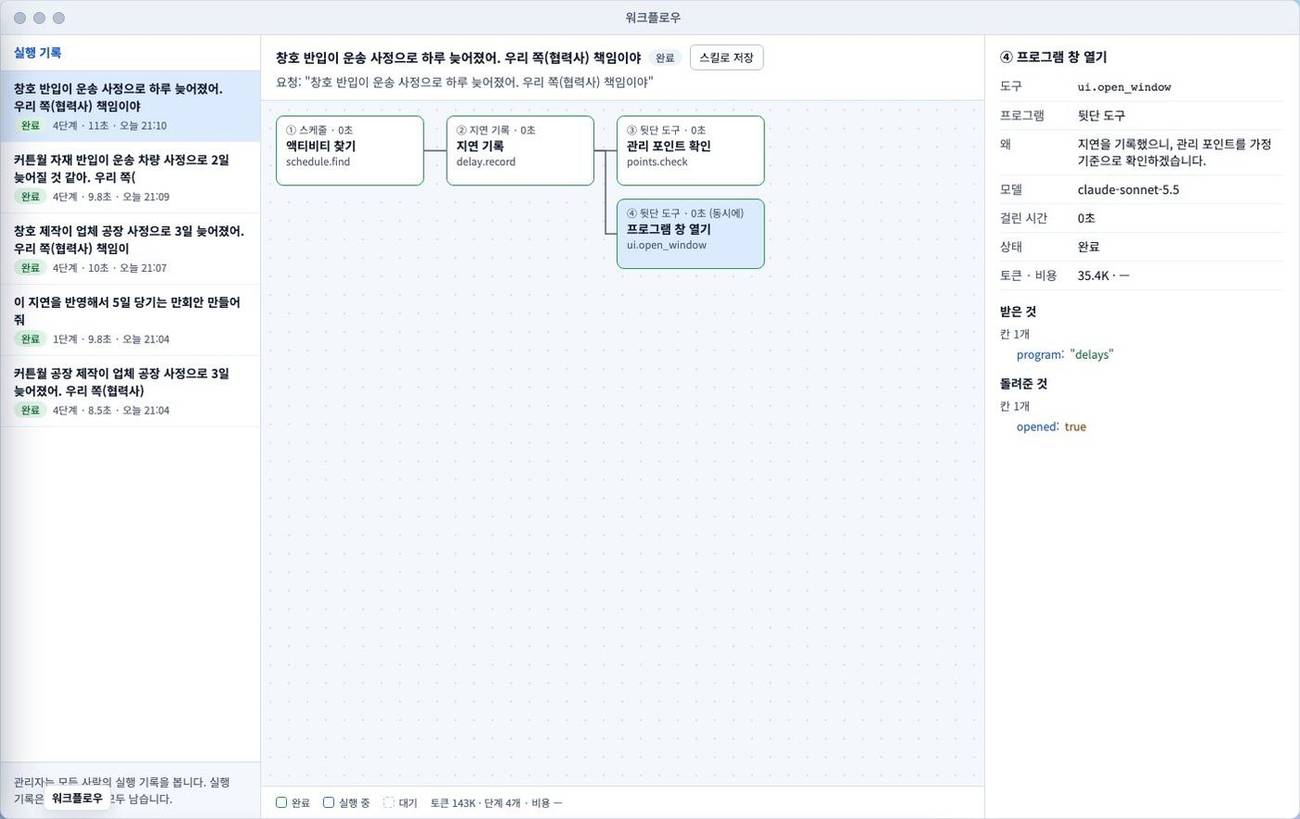 워크플로우
실행 기록
창호 반입이 운송 사정으로 하루 늦어졌어.
우리 쪽(협력사) 책임이야
완료 4단계 · 11초 · 오늘 21:10
커튼월 자재 반입이 운송 차량 사정으로 2일
늦어질 것 같아. 우리 쪽(
완료 4단계 · 9.8초 · 오늘 21:09
창호 제작이 업체 공장 사정으로 3일 늦어졌어.
우리 쪽(협력사) 책임이
완료 4단계 · 10초 · 오늘 21:07
이 지연을 반영해서 5일 당기는 만회안 만들어
줘
완료 1단계 · 9.8초 · 오늘 21:04
커튼월 공장 제작이 업체 공장 사정으로 3일
늦어졌어. 우리 쪽(협력사)
완료 4단계 · 8.5초 · 오늘 21:04
관리자는 모든 사람의 실행 기록을 봅니다. 실행
기록은 모두 남습니다.
워크플로우
창호 반입이 운송 사정으로 하루 늦어졌어. 우리 쪽(협력사) 책임이야 완료 스킬로 저장
요청: "창호 반입이 운송 사정으로 하루 늦어졌어. 우리 쪽(협력사) 책임이야"
① 스케줄 · 0초
액티비티 찾기
schedule.find
② 지연 기록 · 0초
지연 기록
delay.record
③ 뒷단 도구 · 0초
관리 포인트 확인
points.check
④ 뒷단 도구 · 0초 (동시에)
프로그램 창 열기
ui.open_window
완료 실행 중 대기 토큰 143K · 단계 4개 · 비용 —
④ 프로그램 창 열기
도구 ui.open_window
프로그램 뒷단 도구
왜 지연을 기록했으니, 관리 포인트를 가정
기준으로 확인하겠습니다.
모델 claude-sonnet-5.5
걸린 시간 0초
상태 완료
토큰 · 비용 35.4K · —
받은 것
칸 1개
program: "delays"
돌려준 것
칸 1개
opened: true